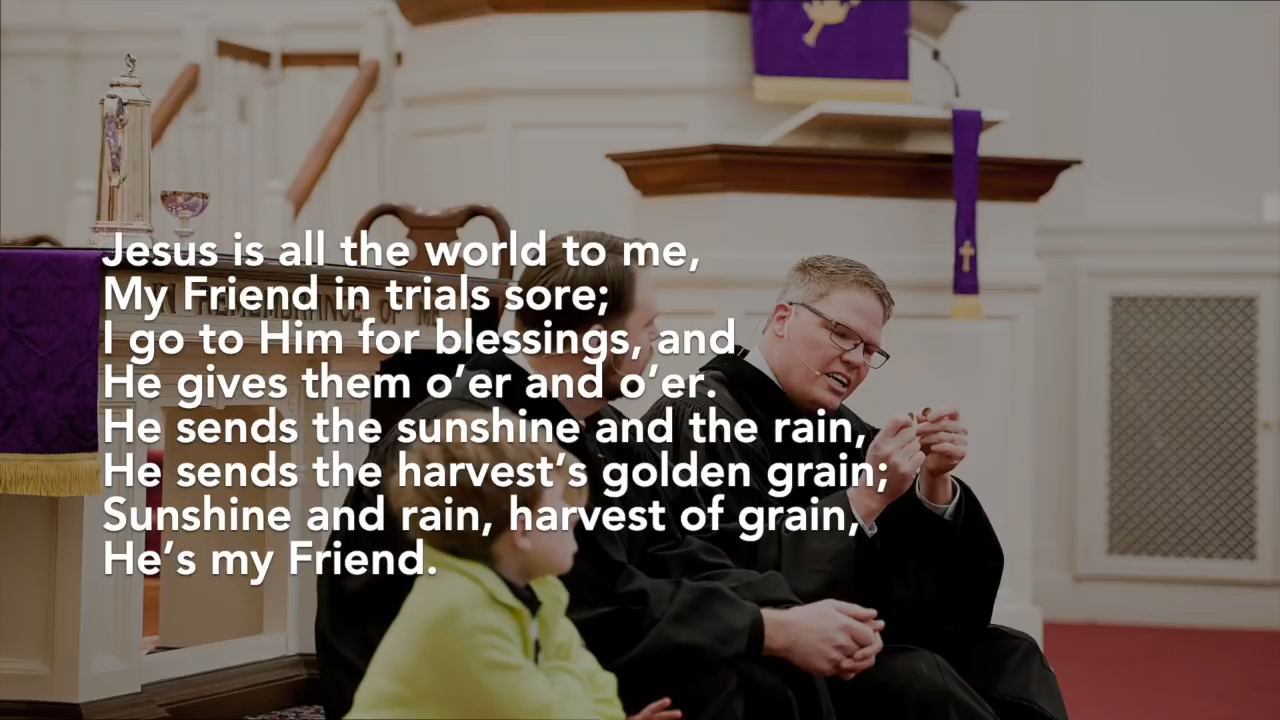 Jesus is all the world to me,
My Friend in trials sore;
I go to Him for blessings, and
He gives them o’er and o’er.
He sends the sunshine and the rain,
He sends the harvest’s golden grain;
Sunshine and rain, harvest of grain,
He’s my Friend.
REMEMBRANCE OF